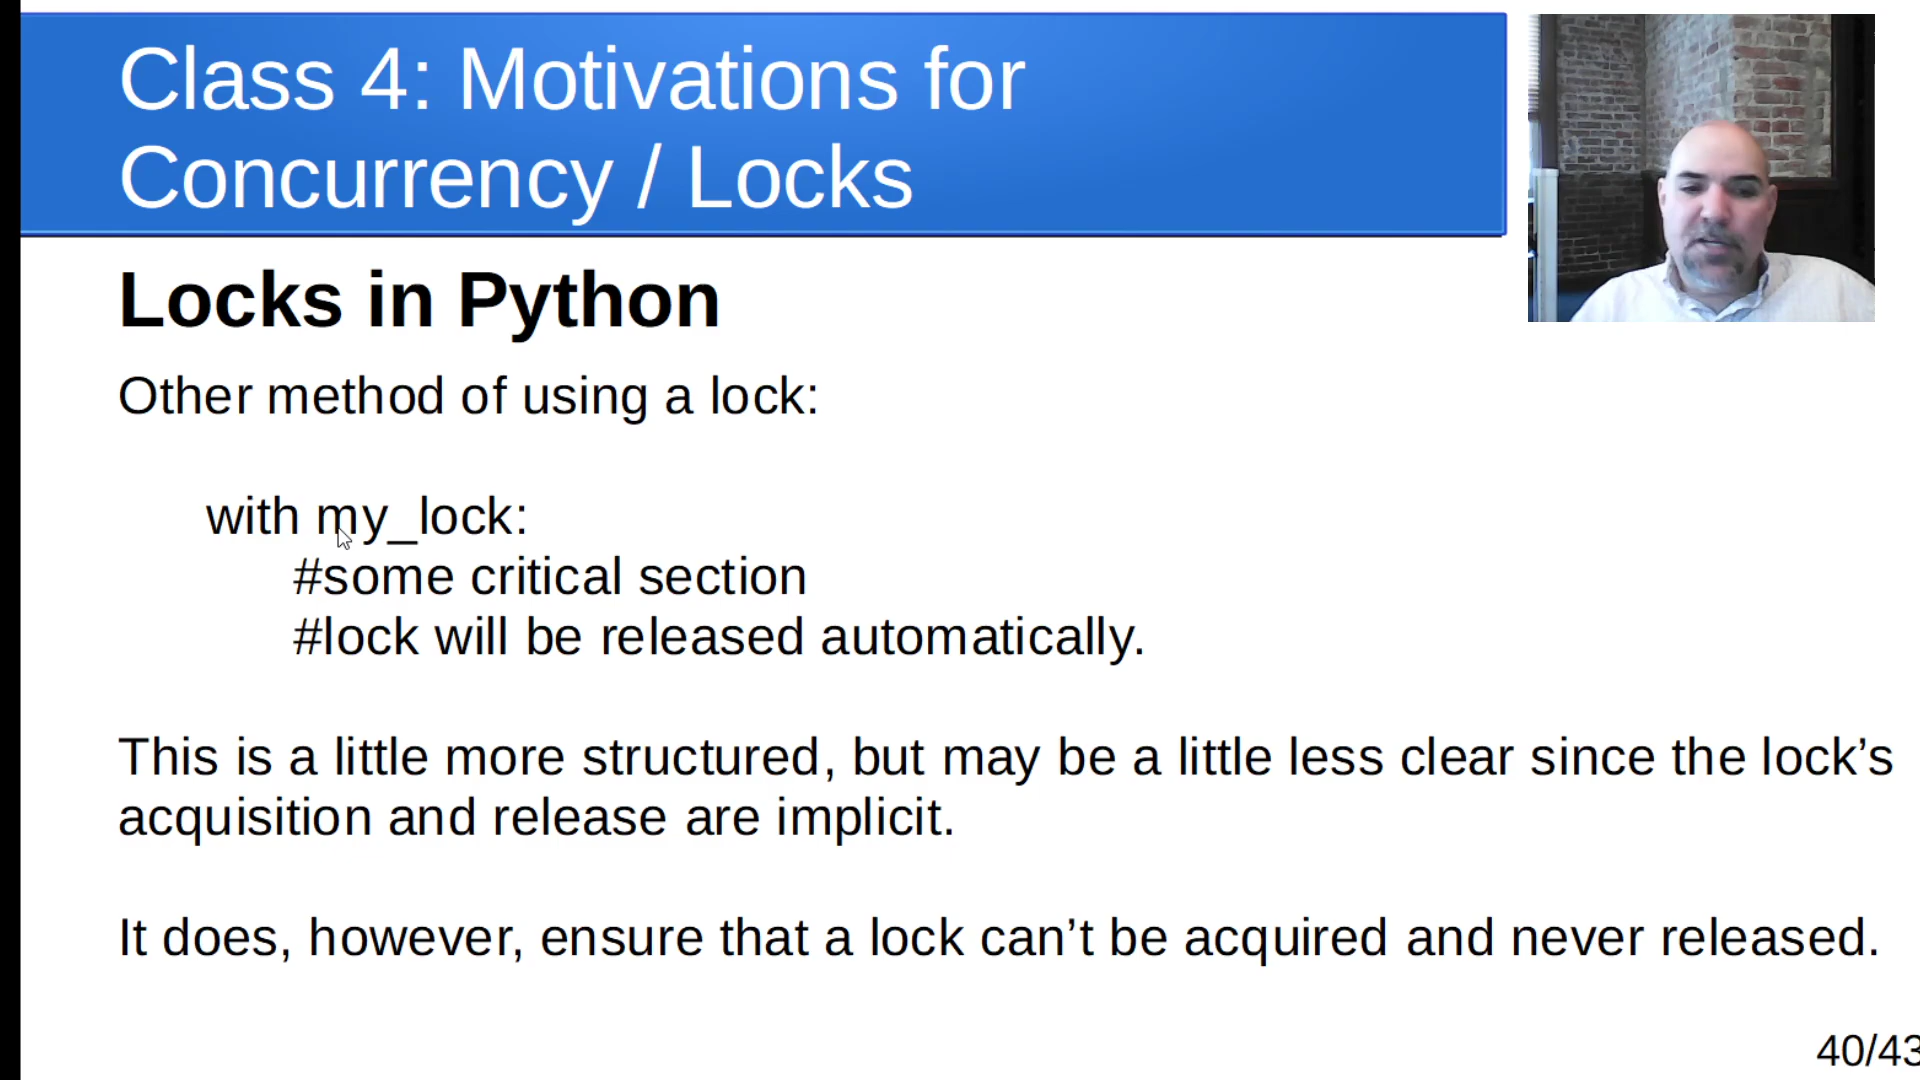 Class 4: Motivations for
Concurrency / Locks
Locks in Python
Other method of using a lock:
with my_lock:
#some critical section
#lock will be released automatically.
This is a little more structured, but may be a little less clear since the lock’s
acquisition and release are implicit.
It does, however, ensure that a lock can’t be acquired and never released.
40/43